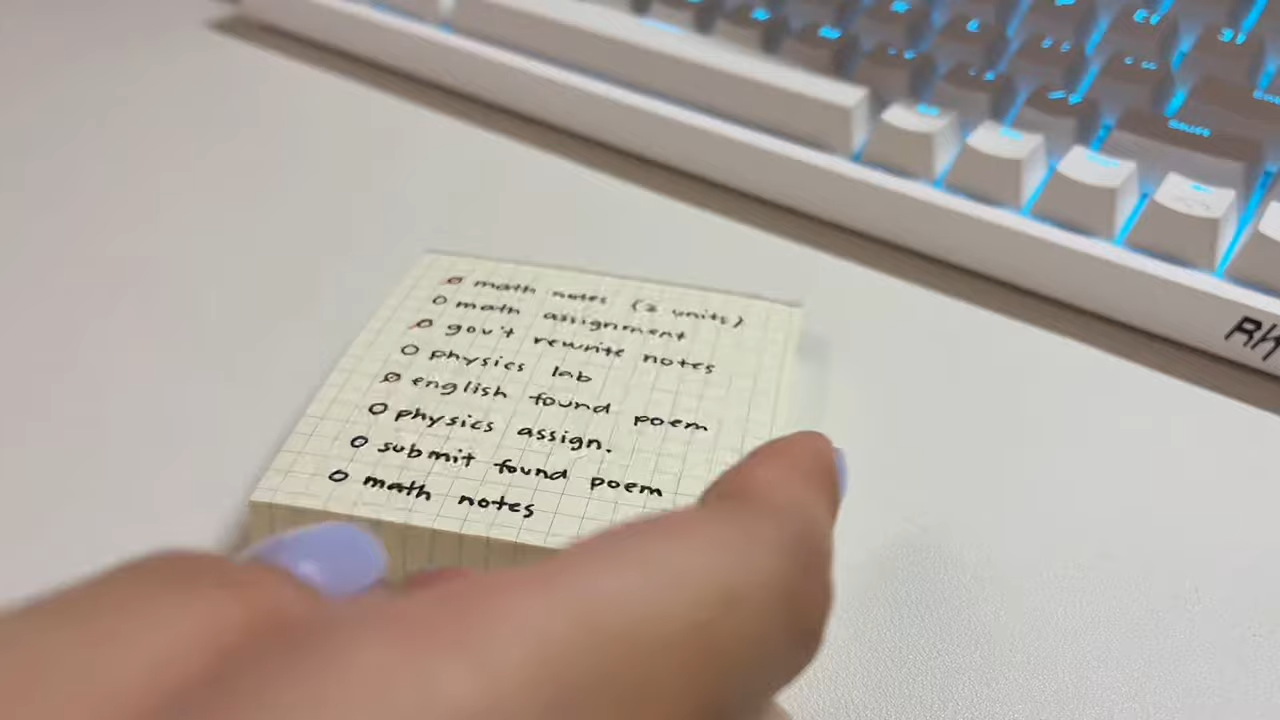 math notes (2 units)
math assignment
gov't rewrite notes
physics lab
english found poem
physics assign.
submit found poem
math notes
RK